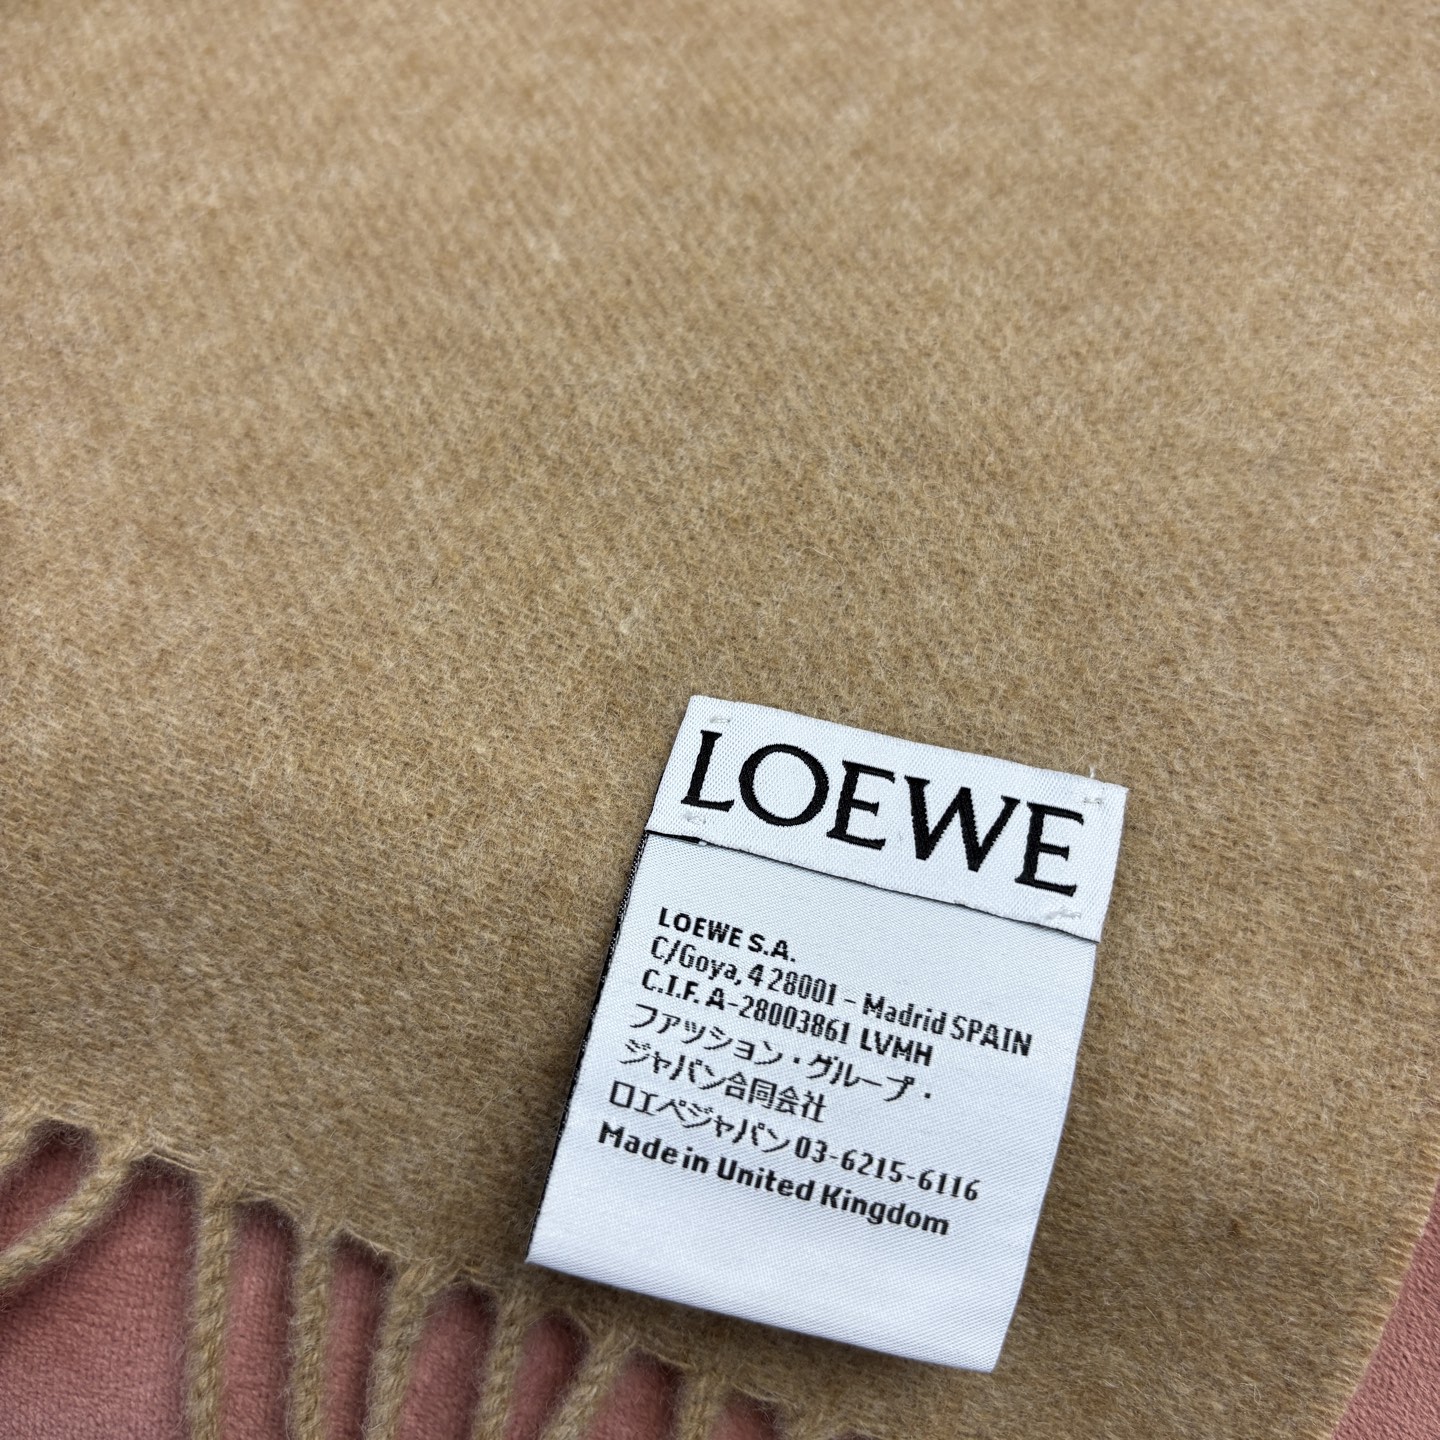 LOEWE
LOEWE S.A.
C/Goya, 4 28001 - Madrid SPAIN
C.I.F. A-28003861 LVMH
ファッション・グループ・
ジャパン合同会社
ロエベジャパン 03-6215-6116
Made in United Kingdom